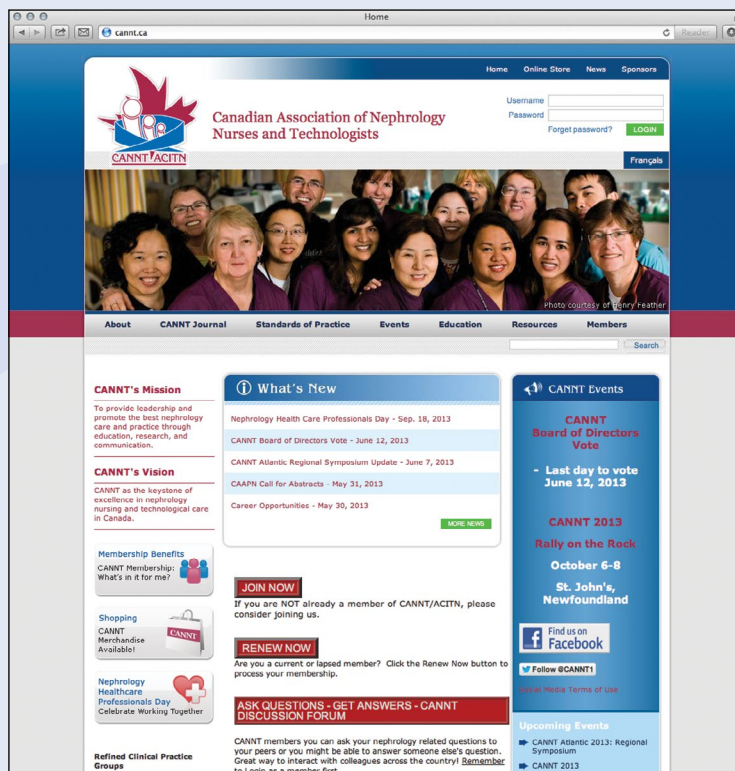 Home
cannt.ca
Reader
Home Online Store News Sponsors
Username
Password
Forget password? LOGIN
Canadian Association of Nephrology
Nurses and Technologists
CANNT ACITN
Français
Photo courtesy of Henry Feather
About CANNT Journal Standards of Practice Events Education Resources Members
Search
CANNT's Mission
To provide leadership and
promote the best nephrology
care and practice through
education, research, and
communication.
CANNT's Vision
CANNT as the keystone of
excellence in nephrology
nursing and technological care
in Canada.
Membership Benefits
CANNT Membership:
What's in it for me?
Shopping
CANNT
Merchandise
Available!
CANNT
Nephrology
Healthcare
Professionals Day
Celebrate Working Together
Refined Clinical Practice
Groups
What's New
Nephrology Health Care Professionals Day - Sep. 18, 2013
CANNT Board of Directors Vote - June 12, 2013
CANNT Atlantic Regional Symposium Update - June 7, 2013
CAAPN Call for Abstracts - May 31, 2013
Career Opportunities - May 30, 2013
MORE NEWS
JOIN NOW
If you are NOT already a member of CANNT/ACITN, please
consider joining us.
RENEW NOW
Are you a current or lapsed member? Click the Renew Now button to
process your membership.
ASK QUESTIONS - GET ANSWERS - CANNT
DISCUSSION FORUM
CANNT members you can ask your nephrology related questions to
your peers or you might be able to answer someone else's question.
Great way to interact with colleagues across the country! Remember
to Login as a member first
CANNT Events
CANNT
Board of Directors
Vote
- Last day to vote
June 12, 2013
CANNT 2013
Rally on the Rock
October 6-8
St. John's,
Newfoundland
Find us on
Facebook
Follow @CANNT1
Social Media Terms of Use
Upcoming Events
CANNT Atlantic 2013: Regional
Symposium
CANNT 2013